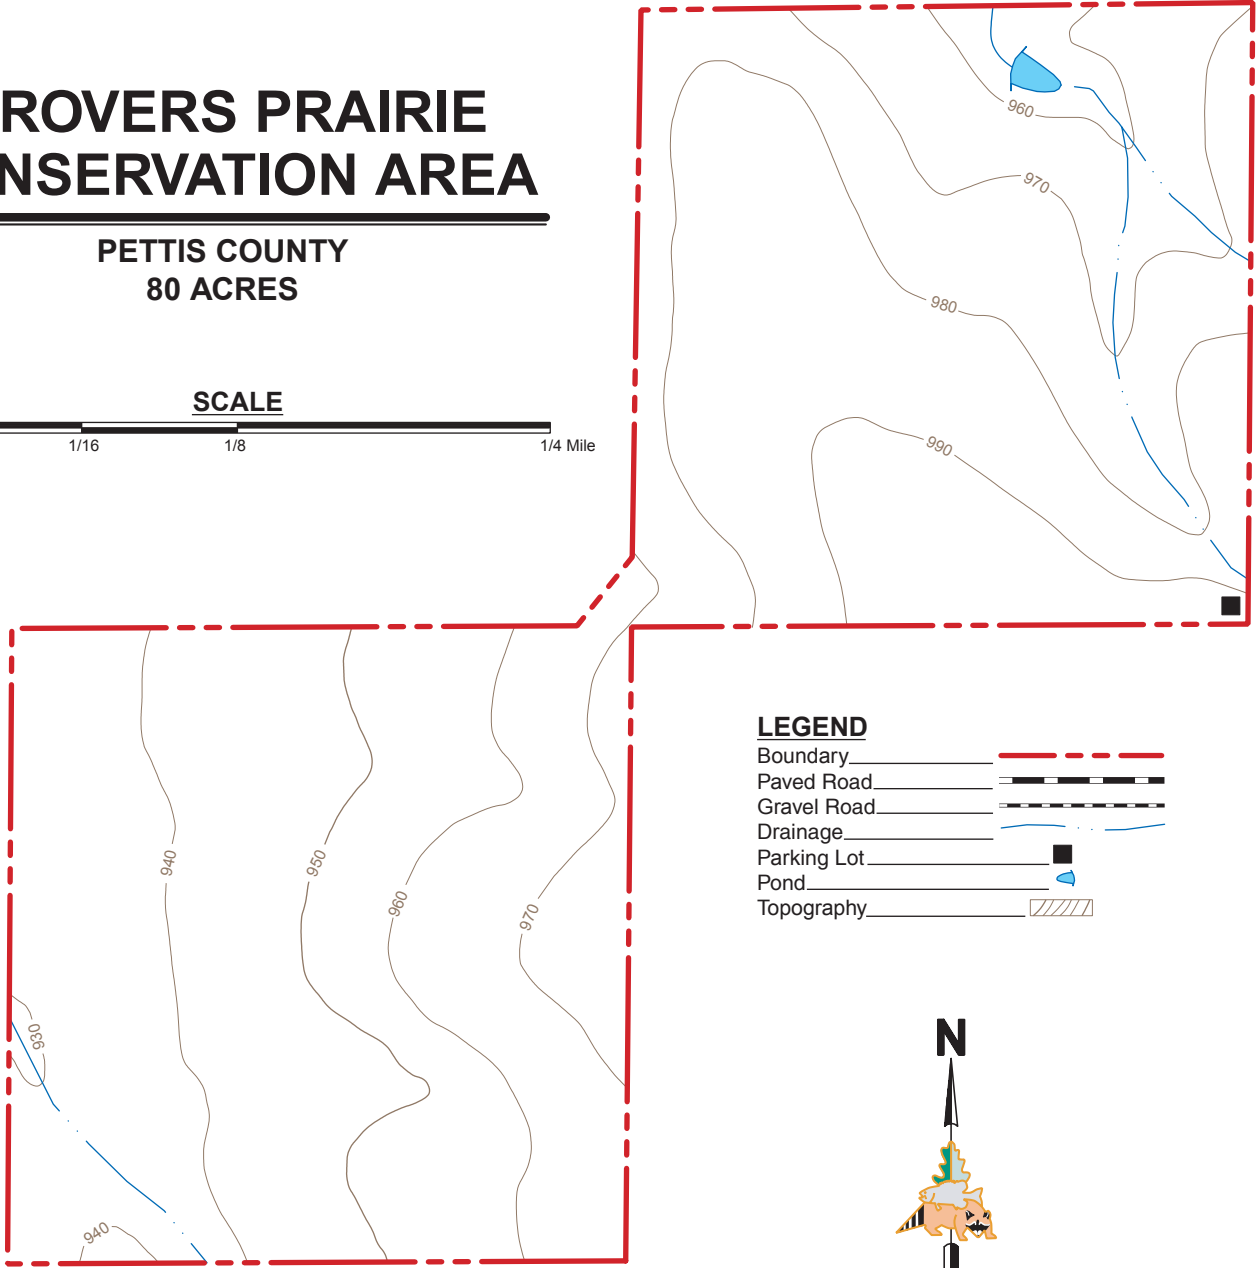 ROVERS PRAIRIE
NSERVATION AREA
PETTIS COUNTY
80 ACRES
SCALE
1/16 1/8 1/4 Mile
960
970
980
990
940
950
960
970
930
940
LEGEND
Boundary
Paved Road
Gravel Road
Drainage
Parking Lot
Pond
Topography
N